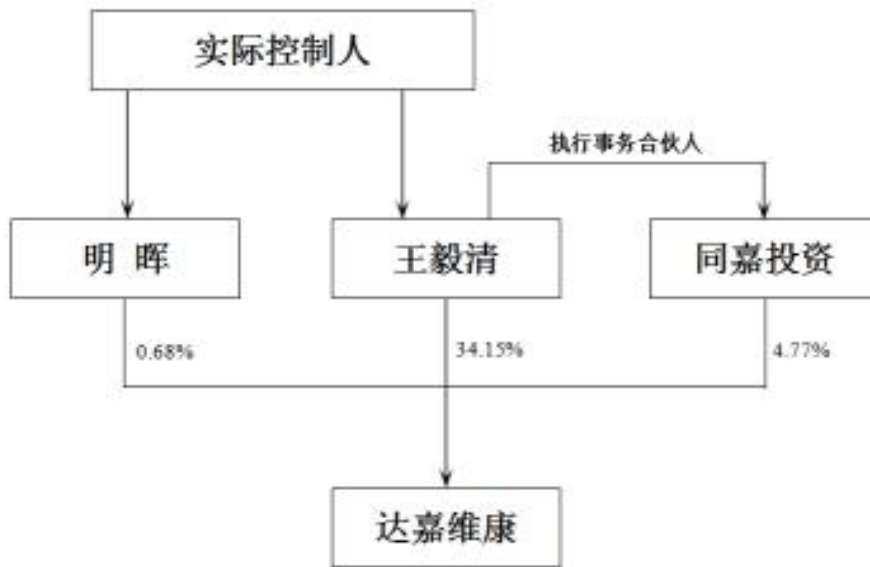 实际控制人
执行事务合伙人
明 晖
王毅清
同嘉投资
0.68%
34.15%
4.77%
达嘉维康